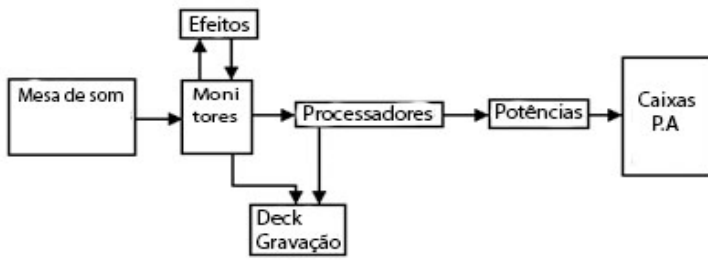 Efeitos
Mesa de som
Moni
tores
Processadores
Potências
Caixas
P.A
Deck
Gravação